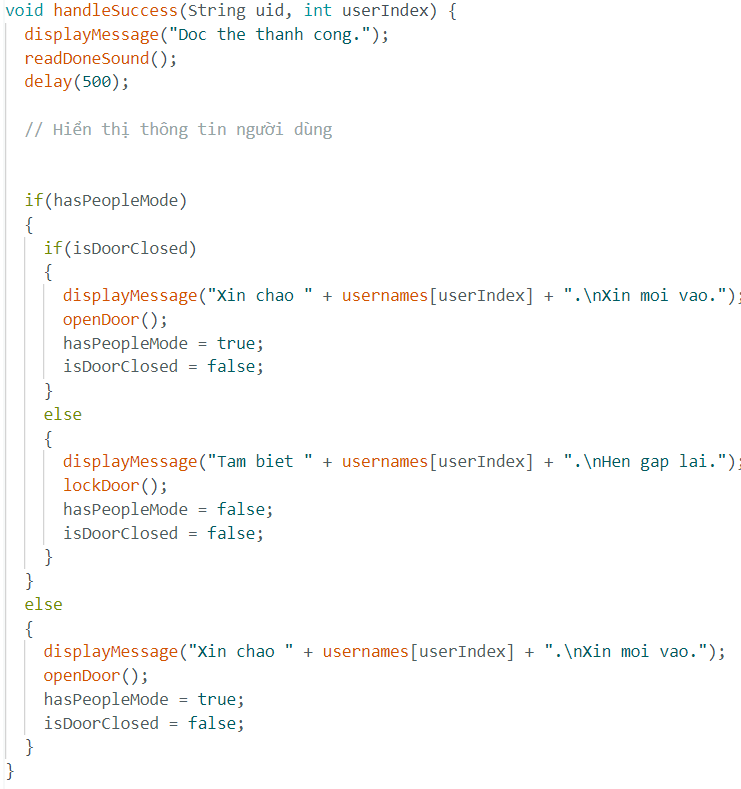 void handleSuccess(String uid, int userIndex) {
  displayMessage("Doc the thanh cong.");
  readDoneSound();
  delay(500);

  // Hiển thị thông tin người dùng


  if(hasPeopleMode)
  {
    if(isDoorClosed)
    {
      displayMessage("Xin chao " + usernames[userIndex] + ".\nXin moi vao.");
      openDoor();
      hasPeopleMode = true;
      isDoorClosed = false;
    }
    else
    {
      displayMessage("Tam biet " + usernames[userIndex] + ".\nHen gap lai.");
      lockDoor();
      hasPeopleMode = false;
      isDoorClosed = false;
    }
  }
  else
  {
    displayMessage("Xin chao " + usernames[userIndex] + ".\nXin moi vao.");
    openDoor();
    hasPeopleMode = true;
    isDoorClosed = false;
  }
}